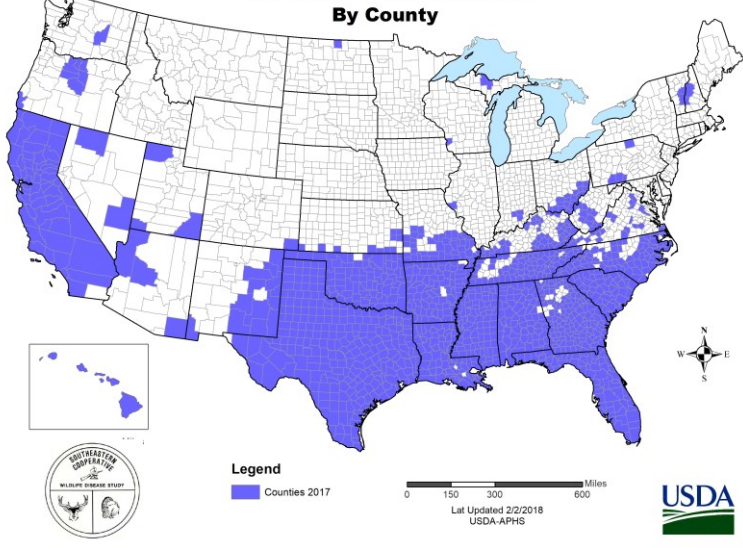 By County
N
W E
S
SOUTHEASTERN
COOPERATIVE
WILDLIFE DISEASE STUDY
Legend
Counties 2017
Miles
0 150 300 600
Last Updated 2/2/2018
USDA-APHS
USDA